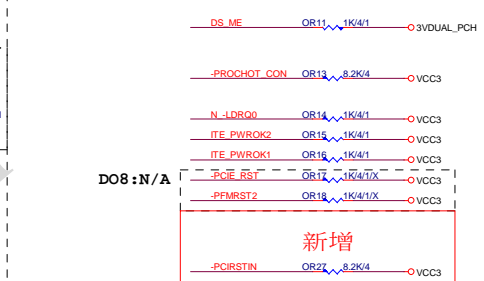 DS_ME OR11 1K/4/1 3VDUAL_PCH
-PROCHOT_CON OR13 8.2K/4 VCC3
N_-LDRQ0 OR14 1K/4/1 VCC3
ITE_PWROK2 OR15 1K/4/1 VCC3
ITE_PWROK1 OR16 1K/4/1 VCC3
DO8:N/A -PCIE_RST OR17 1K/4/1/X VCC3
-PFMRST2 OR18 1K/4/1/X VCC3
新增
-PCIRSTIN OR27 8.2K/4 VCC3